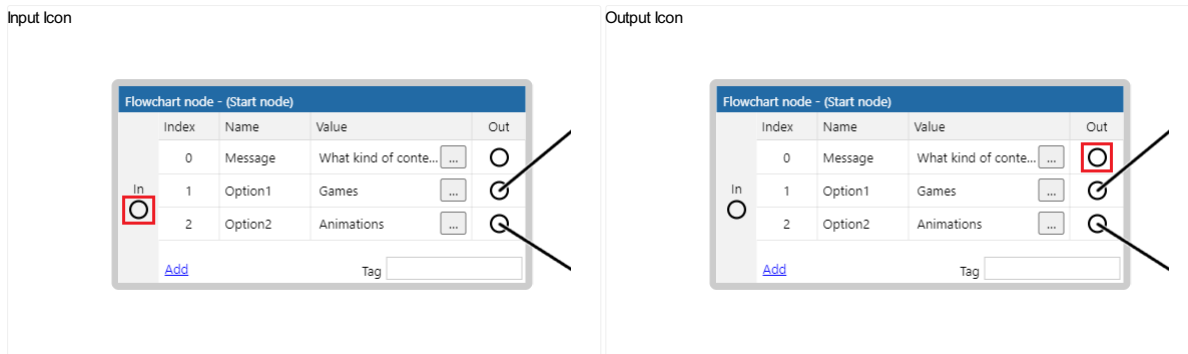 Input Icon
Flowchart node - (Start node)
Index Name Value Out
0 Message What kind of conte... ...
In
1 Option1 Games ...
2 Option2 Animations ...
Add Tag
Output Icon
Flowchart node - (Start node)
Index Name Value Out
0 Message What kind of conte... ...
In
1 Option1 Games ...
2 Option2 Animations ...
Add Tag